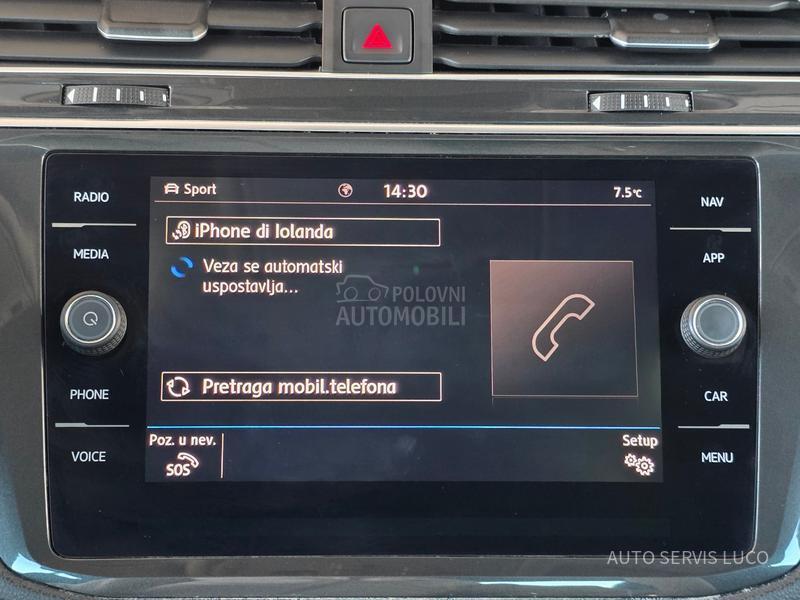 RADIO
MEDIA
PHONE
VOICE
Sport
14:30
7.5°C
iPhone di Iolanda
Veza se automatski
uspostavlja...
POLOVNI
AUTOMOBILI
Pretraga mobil.telefona
Poz. u nev.
SOS
Setup
NAV
APP
CAR
MENU
AUTO SERVIS LUCO